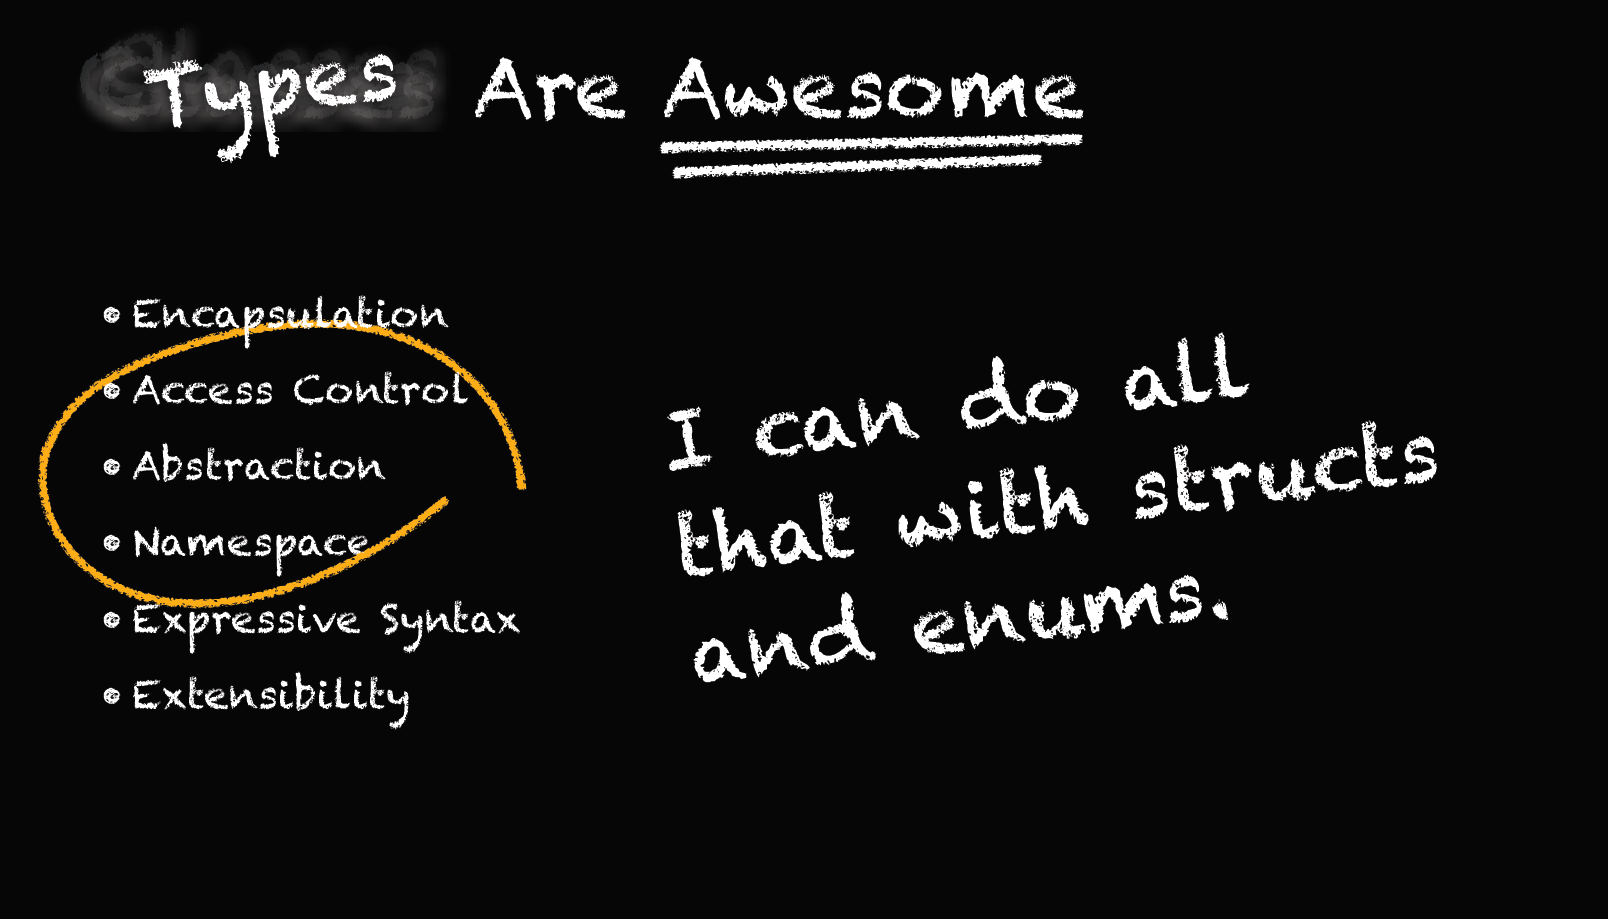 Types Are Awesome
• Encapsulation
• Access Control
• Abstraction
• Namespace
• Expressive Syntax
• Extensibility
I can do all
that with structs
and enums.